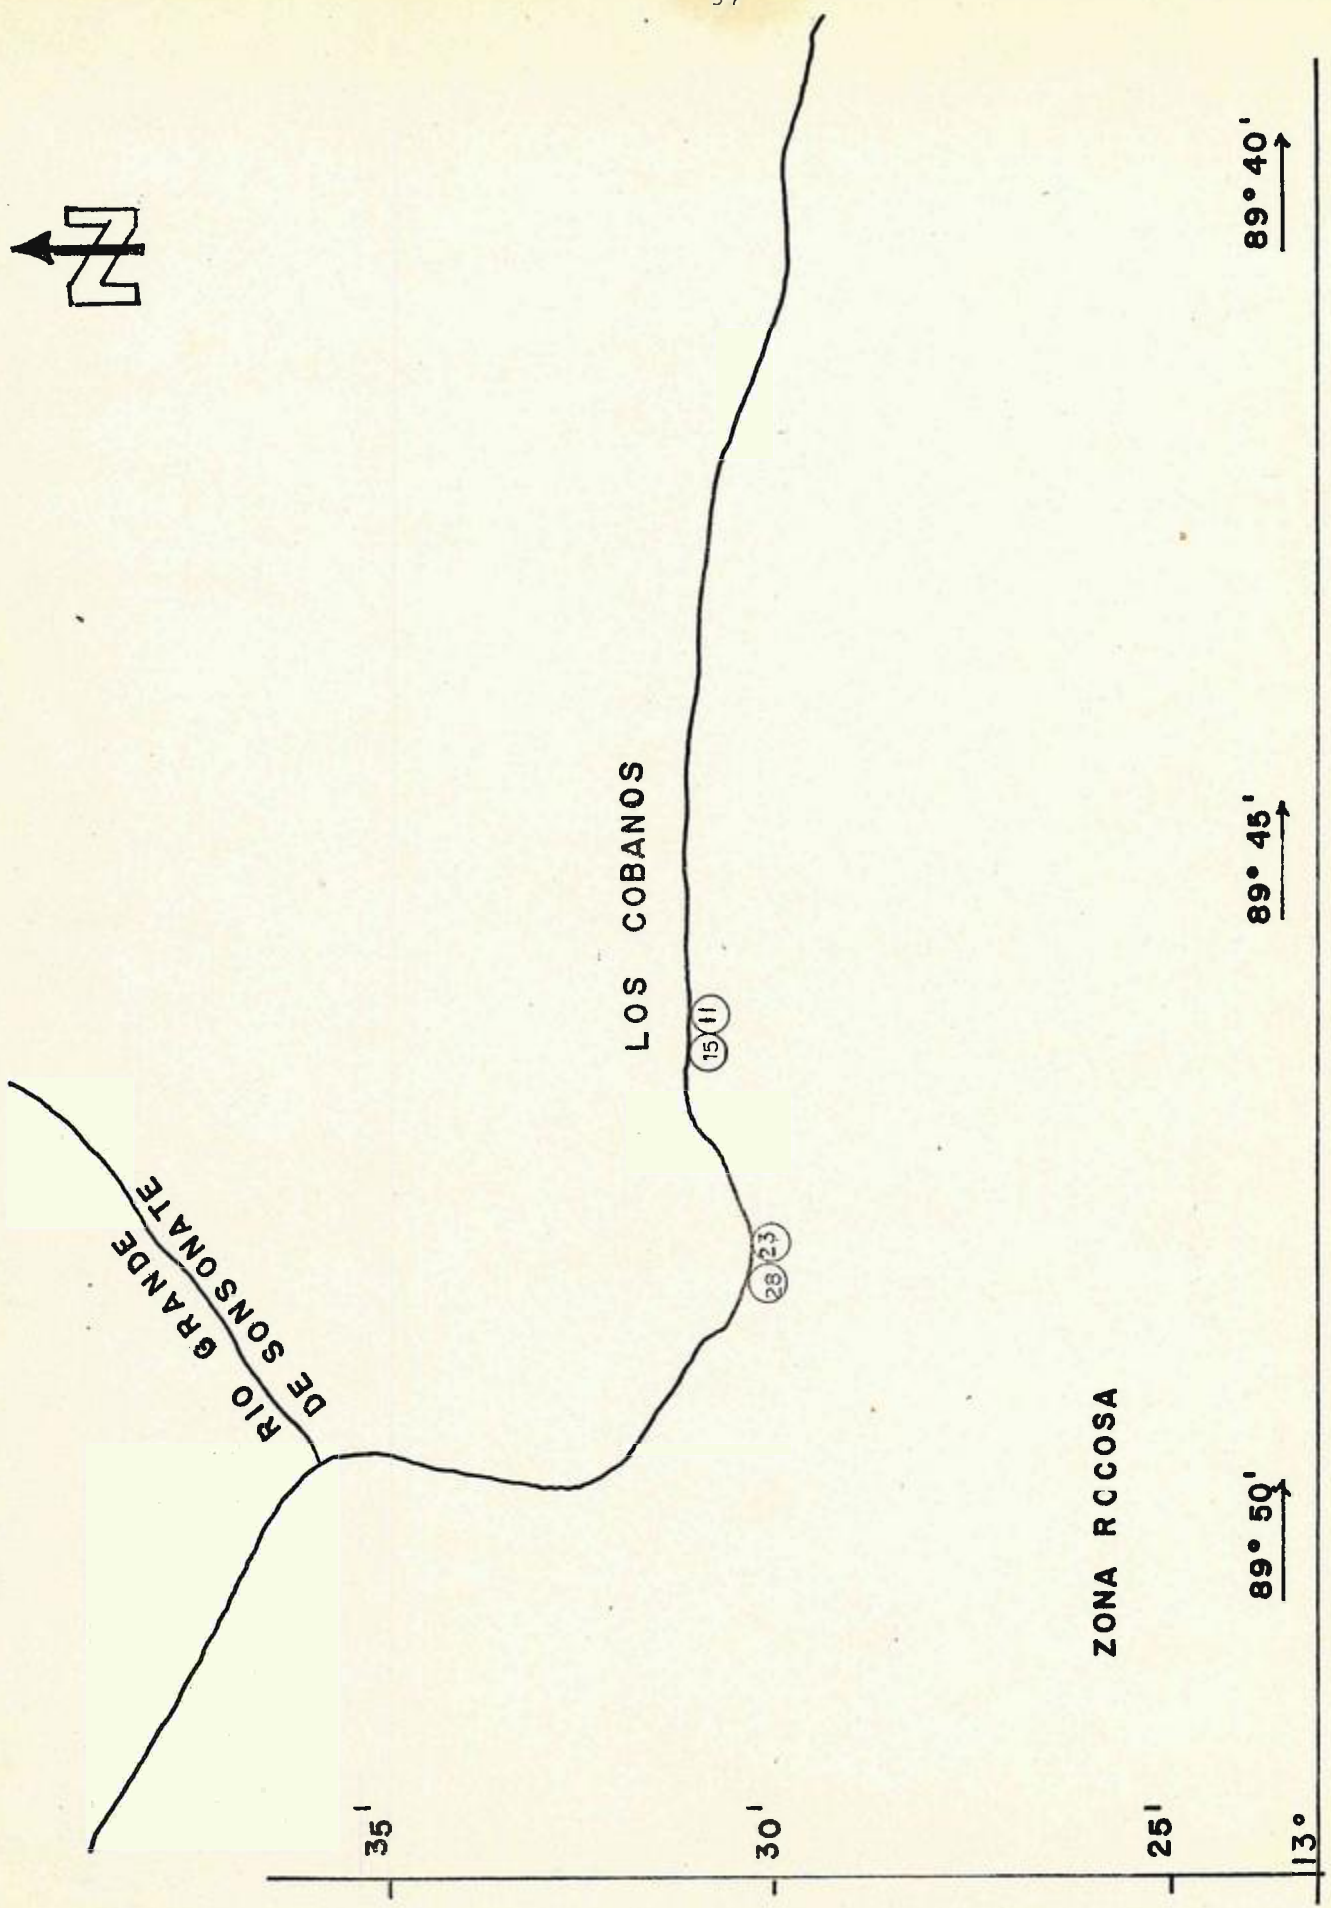 N
RIO GRANDE
DE SONSONATE
LOS COBANOS
15 11
28 23
ZONA ROCOSA
35'
30'
25'
13°
89° 50'
89° 45'
89° 40'